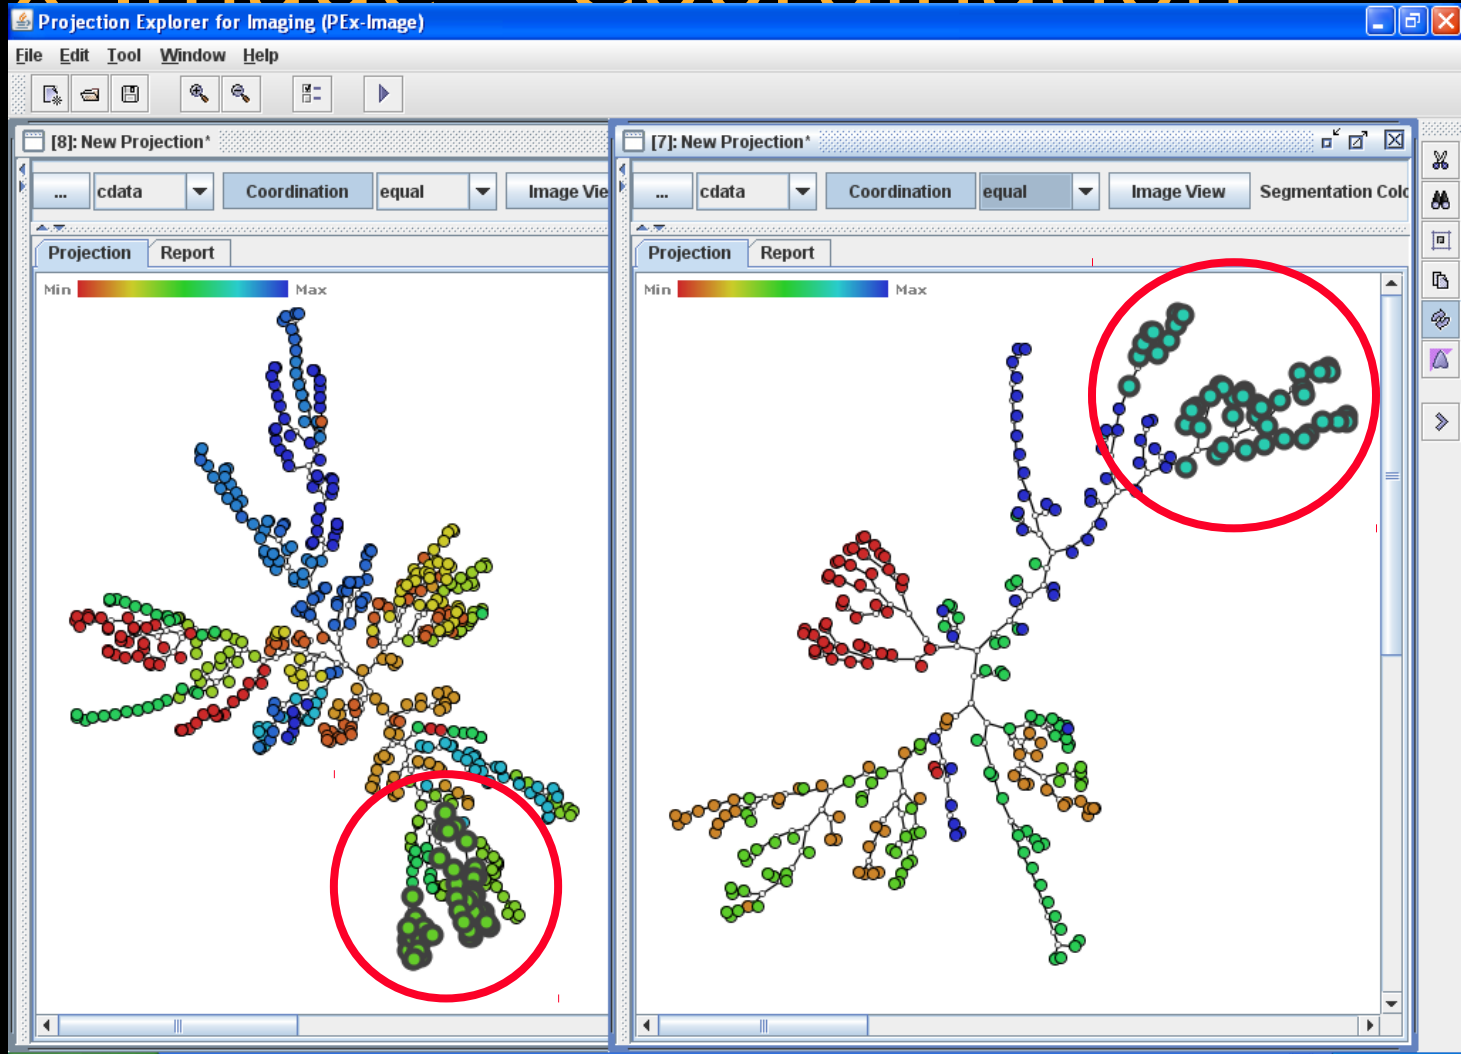 Projection Explorer for Imaging (PEx-Image)
File Edit Tool Window Help
[8]: New Projection*
... cdata Coordination equal Image Vie
Projection Report
Min Max
[7]: New Projection*
... cdata Coordination equal Image View Segmentation Colo
Projection Report
Min Max